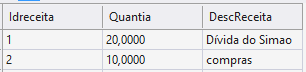 Idreceita Quantia DescReceita
1 20,0000 Dívida do Simao
2 10,0000 compras